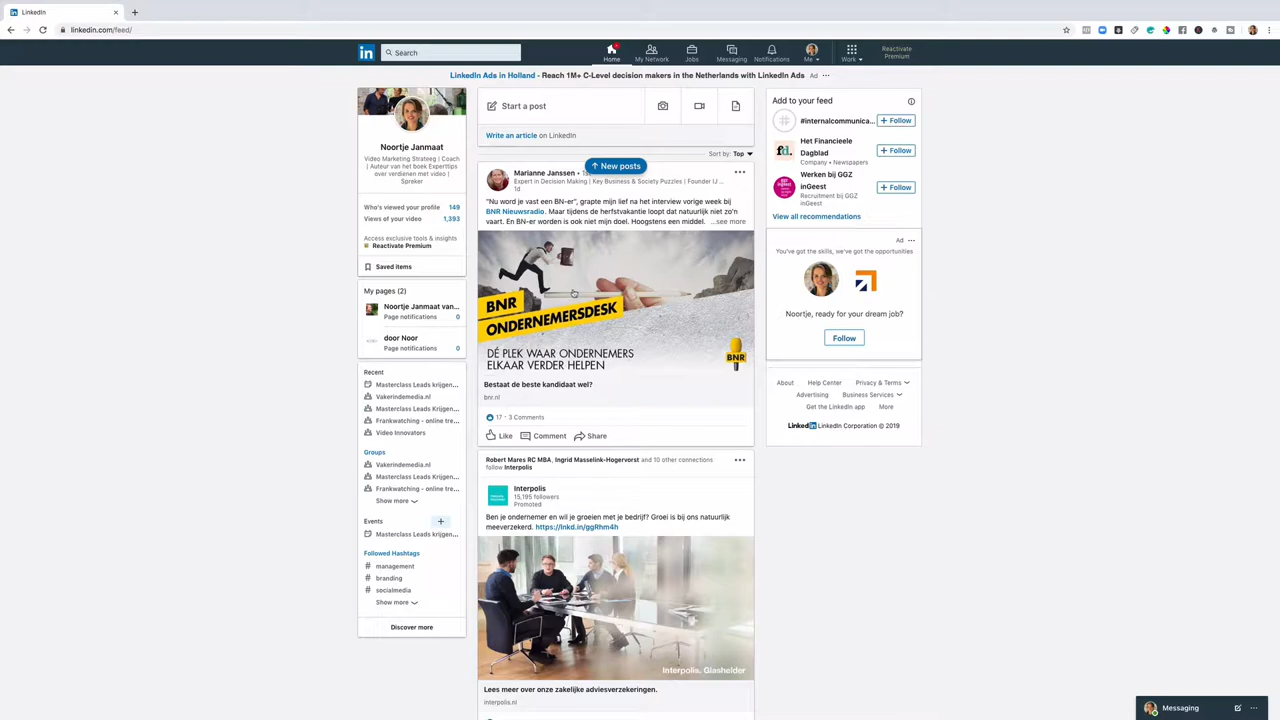 LinkedIn
linkedin.com/feed/
in
Search
Home
My Network
Jobs
Messaging
Notifications
Me
Work
Reactivate
Premium
LinkedIn Ads in Holland - Reach 1M+ C-Level decision makers in the Netherlands with LinkedIn Ads Ad ···
Noortje Janmaat
Video Marketing Strateeg | Coach
| Auteur van het boek Experttips
over verdienen met video |
Spreker
Who's viewed your profile 149
Views of your video 1,393
Access exclusive tools & insights
Reactivate Premium
Saved items
My pages (2)
Noortje Janmaat van...
Page notifications 0
door Noor
Page notifications 0
Recent
Masterclass Leads krijgen...
Vakerindemedia.nl
Masterclass Leads Krijgen...
Frankwatching - online tre...
Video Innovators
Groups
Vakerindemedia.nl
Masterclass Leads Krijgen...
Frankwatching - online tre...
Show more
Events +
Masterclass Leads krijgen...
Followed Hashtags
# management
# branding
# socialmedia
Show more
Discover more
Start a post
Write an article on LinkedIn
Sort by: Top
↑ New posts
Marianne Janssen •
Expert in Decision Making | Key Business & Society Puzzles | Founder IJ ...
1d
"Nu word je vast een BN-er", grapte mijn lief na het interview vorige week bij
BNR Nieuwsradio. Maar tijdens de herfstvakantie loopt dat natuurlijk niet zo'n
vaart. En BN-er worden is ook niet mijn doel. Hoogstens een middel. ...see more
BNR
ONDERNEMERSDESK
DÉ PLEK WAAR ONDERNEMERS
ELKAAR VERDER HELPEN
BNR
Bestaat de beste kandidaat wel?
bnr.nl
17 · 3 Comments
Like Comment Share
Robert Mares RC MBA, Ingrid Masselink-Hogervorst and 10 other connections
follow Interpolis
Interpolis
15,195 followers
Promoted
Ben je ondernemer en wil je groeien met je bedrijf? Groei is bij ons natuurlijk
meeverzekerd. https://lnkd.in/ggRhm4h
Interpolis. Glashelder
Lees meer over onze zakelijke adviesverzekeringen.
interpolis.nl
Add to your feed
#internalcommunica... + Follow
Het Financieele
Dagblad
Company • Newspapers
+ Follow
Werken bij GGZ
inGeest
Recruitment bij GGZ
inGeest
+ Follow
View all recommendations
Ad ···
You've got the skills, we've got the opportunities
Noortje, ready for your dream job?
Follow
About Help Center Privacy & Terms
Advertising Business Services
Get the LinkedIn app More
LinkedIn LinkedIn Corporation © 2019
Messaging